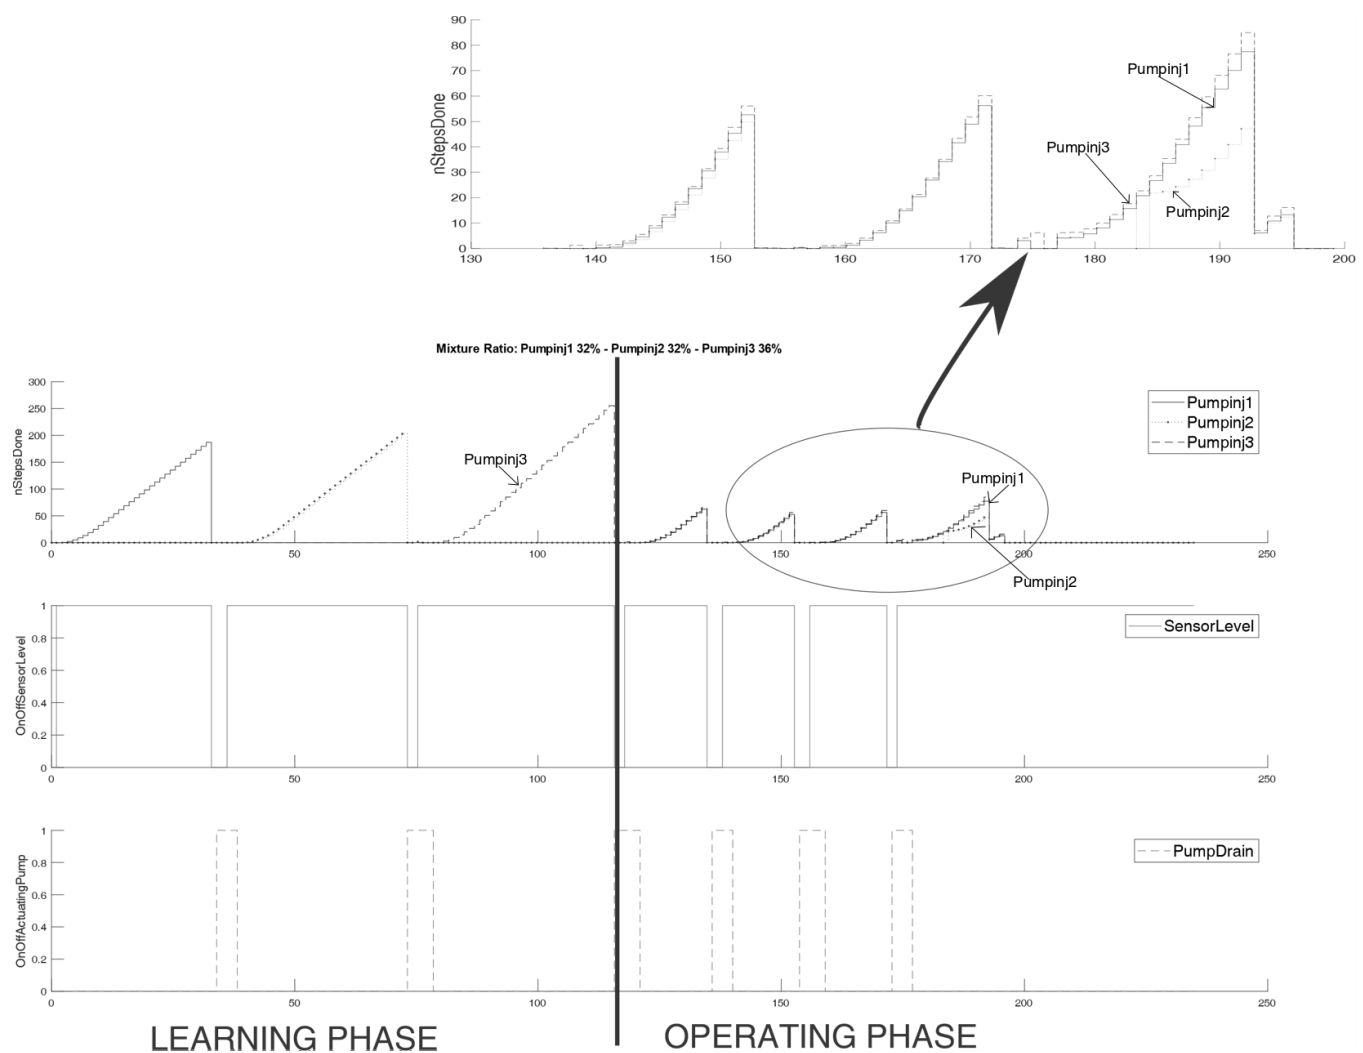 90
80
70
60
50
40
30
20
10
0
nStepsDone
130 140 150 160 170 180 190 200
Pumpinj1
Pumpinj3
Pumpinj2
Mixture Ratio: Pumpinj1 32% - Pumpinj2 32% - Pumpinj3 36%
300
250
200
150
100
50
0
nStepsDone
0 50 100 150 200 250
Pumpinj3
Pumpinj1
Pumpinj2
Pumpinj1
Pumpinj2
Pumpinj3
1
0.8
0.6
0.4
0.2
0
OnOffSensorLevel
0 50 100 150 200 250
SensorLevel
1
0.8
0.6
0.4
0.2
0
OnOffActuatingPump
0 50 100 150 200 250
PumpDrain
LEARNING PHASE
OPERATING PHASE